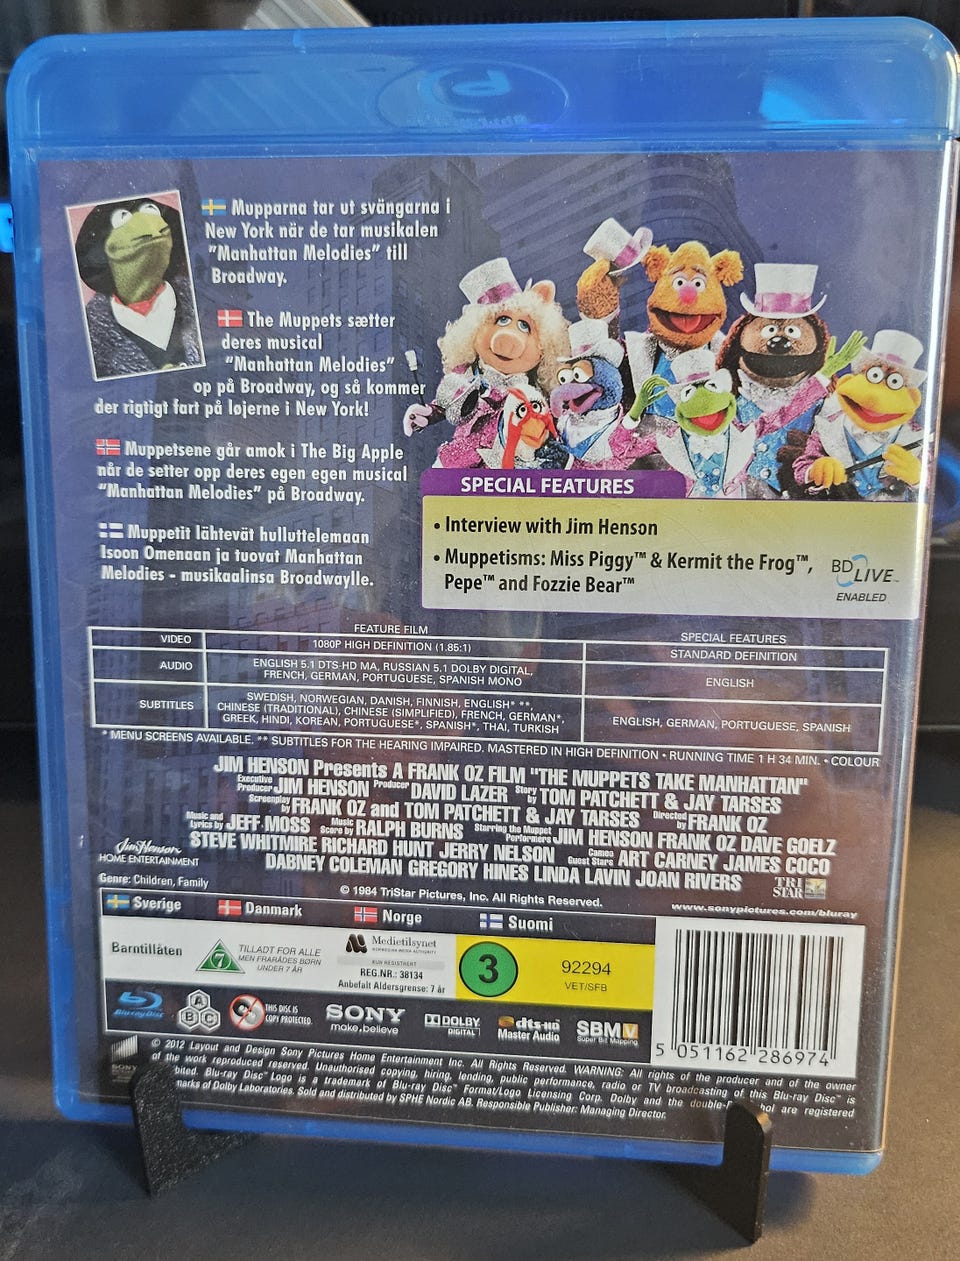 Mupparna tar ut svängarna i
New York när de tar musikalen
"Manhattan Melodies" till
Broadway.
The Muppets sætter
deres musical
"Manhattan Melodies"
op på Broadway, og så kommer
der rigtigt fart på løjerne i New York!
Muppetsene går amok i The Big Apple
når de setter opp deres egen egen musical
"Manhattan Melodies" på Broadway.
Muppetit lähtevät hulluttelemaan
Isoon Omenaan ja tuovat Manhattan
Melodies - musikaalinsa Broadwaylle.
SPECIAL FEATURES
• Interview with Jim Henson
• Muppetisms: Miss Piggy™ & Kermit the Frog™,
Pepe™ and Fozzie Bear™
BD LIVE™
ENABLED
FEATURE FILM
SPECIAL FEATURES
VIDEO
1080P HIGH DEFINITION (1.85:1)
STANDARD DEFINITION
AUDIO
ENGLISH 5.1 DTS-HD MA, RUSSIAN 5.1 DOLBY DIGITAL,
FRENCH, GERMAN, PORTUGUESE, SPANISH MONO
ENGLISH
SUBTITLES
SWEDISH, NORWEGIAN, DANISH, FINNISH, ENGLISH* **,
CHINESE (TRADITIONAL), CHINESE (SIMPLIFIED), FRENCH, GERMAN*,
GREEK, HINDI, KOREAN, PORTUGUESE*, SPANISH*, THAI, TURKISH
ENGLISH, GERMAN, PORTUGUESE, SPANISH
* MENU SCREENS AVAILABLE. ** SUBTITLES FOR THE HEARING IMPAIRED. MASTERED IN HIGH DEFINITION • RUNNING TIME 1 H 34 MIN. • COLOUR
JIM HENSON Presents A FRANK OZ FILM "THE MUPPETS TAKE MANHATTAN"
Executive Producer JIM HENSON Producer DAVID LAZER Story by TOM PATCHETT & JAY TARSES
Screenplay by FRANK OZ and TOM PATCHETT & JAY TARSES Directed by FRANK OZ
Music and Lyrics by JEFF MOSS Music Score by RALPH BURNS Starring the Muppet Performers JIM HENSON FRANK OZ DAVE GOELZ
STEVE WHITMIRE RICHARD HUNT JERRY NELSON Cameo Guest Stars ART CARNEY JAMES COCO
DABNEY COLEMAN GREGORY HINES LINDA LAVIN JOAN RIVERS
Jim Henson
HOME ENTERTAINMENT
TRI
STAR
Genre: Children, Family
© 1984 TriStar Pictures, Inc. All Rights Reserved.
www.sonypictures.com/bluray
Sverige
Danmark
Norge
Suomi
Barntillåten
7
TILLADT FOR ALLE
MEN FRARÅDES BØRN
UNDER 7 ÅR
Medietilsynet
NORWEGIAN MEDIA AUTHORITY
KUN REGISTRERT
REG.NR.: 38134
Anbefalt Aldersgrense: 7 år
3
92294
VET/SFB
Blu-ray Disc
A
B C
THIS DISC IS
COPY PROTECTED.
SONY
make.believe
DOLBY
DIGITAL
dts-HD
Master Audio
SBMV
Super Bit Mapping
5 051162 286974
SONY
© 2012 Layout and Design Sony Pictures Home Entertainment Inc. All Rights Reserved. WARNING: All rights of the producer and of the owner
of the work reproduced reserved. Unauthorised copying, hiring, lending, public performance, radio or TV broadcasting of this Blu-ray Disc™ is
bited. Blu-ray Disc™ Logo is a trademark of Blu-ray Disc™ Format/Logo Licensing Corp. Dolby and the double- bol are registered
marks of Dolby Laboratories. Sold and distributed by SPHE Nordic AB. Responsible Publisher: Managing Director.